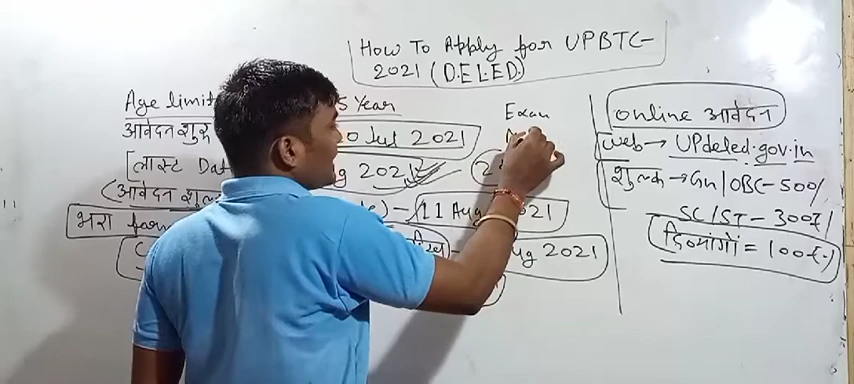 How To Apply for UPBTC-
2021 (D.EL.ED)
Age limit 5 Year
आवेदन शुरू 0 Jul 2021
लास्ट Dat ug 2021
(आवेदन शुल्क e) - 11 Aug 2021
भरा form ug 2021
Exam
online आवेदन
web → UPdeled.gov.in
शुल्क → Gn/OBC - 500/
SC/ST - 300₹/
दिव्यांगों = 100₹/-)